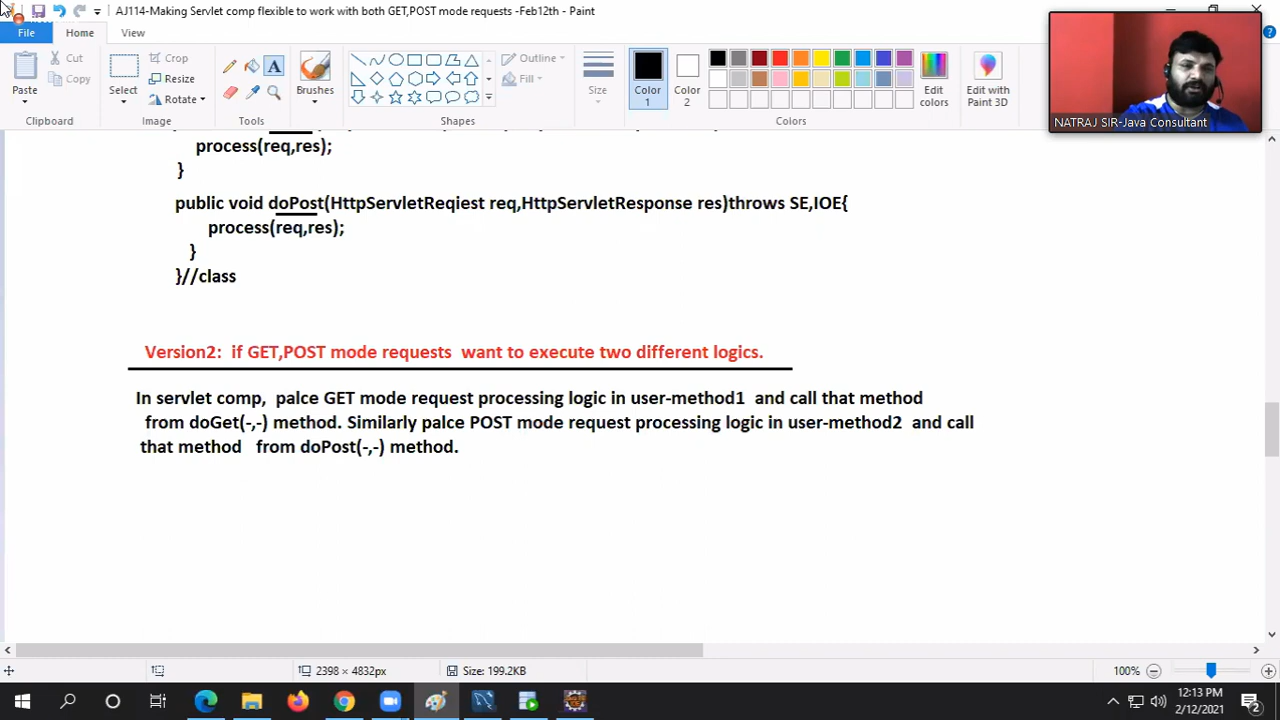 AJ114-Making Servlet comp flexible to work with both GET,POST mode requests -Feb12th - Paint
File Home View
Paste
Select
Crop
Resize
Rotate
Cut
Copy
A
Brushes
Outline
Fill
Size
Color 1
Color 2
Edit colors
Edit with Paint 3D
Clipboard Image Tools Shapes Colors
NATRAJ SIR-Java Consultant
process(req,res);
}
public void doPost(HttpServletReqiest req,HttpServletResponse res)throws SE,IOE{
process(req,res);
}
}//class
Version2: if GET,POST mode requests want to execute two different logics.
In servlet comp, palce GET mode request processing logic in user-method1 and call that method
from doGet(-,-) method. Similarly palce POST mode request processing logic in user-method2 and call
that method from doPost(-,-) method.
2398 × 4832px Size: 199.2KB 100%
12:13 PM
2/12/2021
2